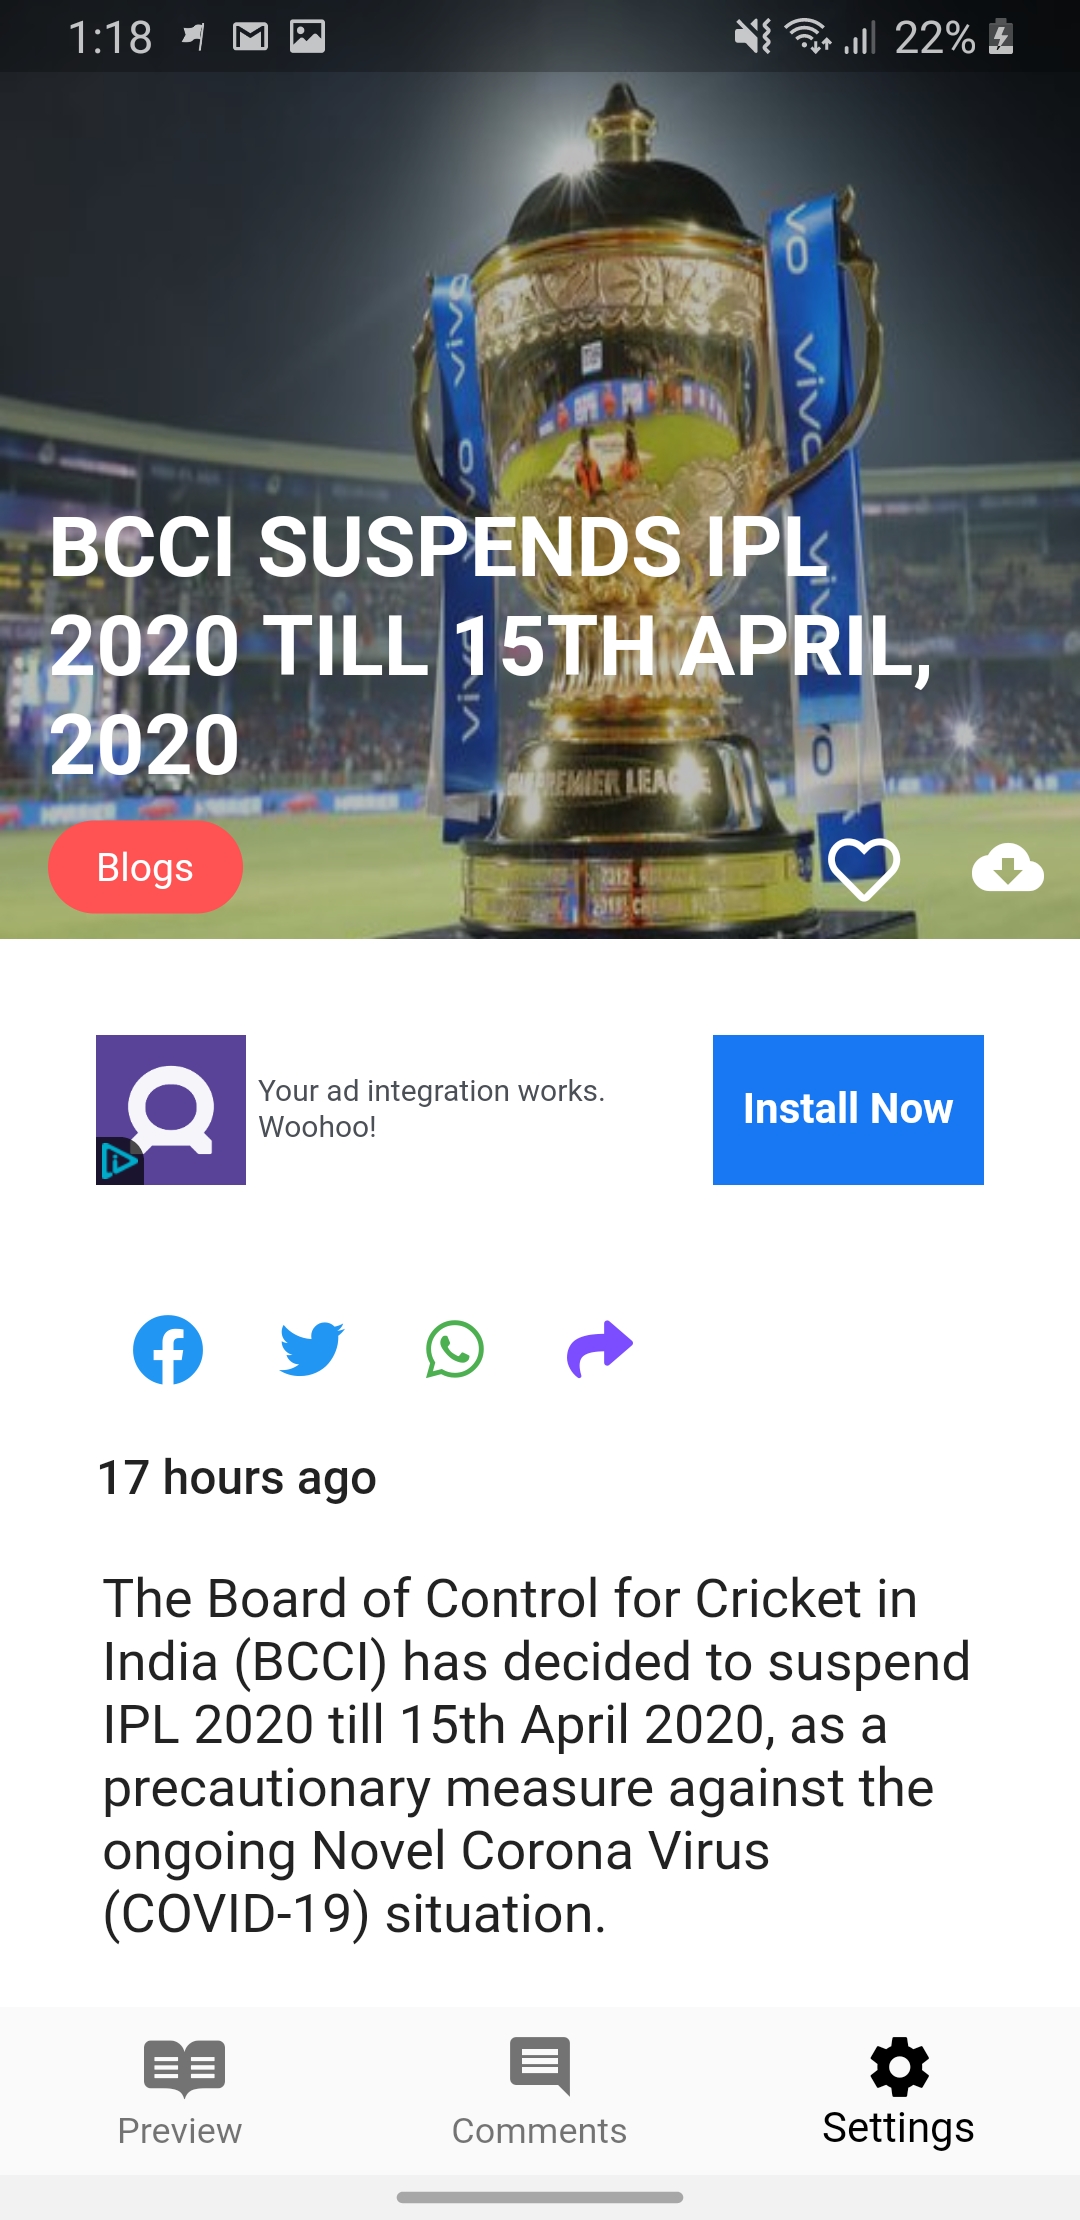 1:18
22%
vivo
vivo
BCCI SUSPENDS IPL
2020 TILL 15TH APRIL,
2020
PREMIER LEAGUE
Blogs
Your ad integration works.
Woohoo!
Install Now
17 hours ago
The Board of Control for Cricket in
India (BCCI) has decided to suspend
IPL 2020 till 15th April 2020, as a
precautionary measure against the
ongoing Novel Corona Virus
(COVID-19) situation.
Preview
Comments
Settings